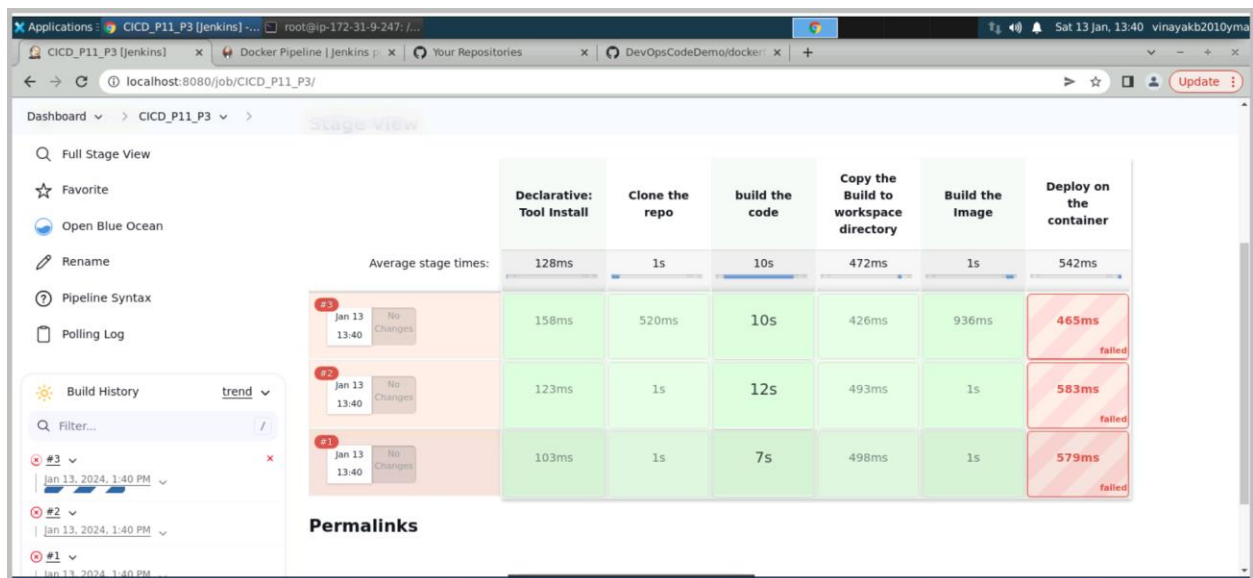 Applications
CICD_P11_P3 [Jenkins] -...
root@ip-172-31-9-247: /...
Sat 13 Jan, 13:40 vinayakb2010yma
CICD_P11_P3 [Jenkins] x
Docker Pipeline | Jenkins p x
Your Repositories x
DevOpsCodeDemo/dockerf x +
localhost:8080/job/CICD_P11_P3/
Update
Dashboard > CICD_P11_P3 >
Stage View
Full Stage View
Favorite
Open Blue Ocean
Rename
Pipeline Syntax
Polling Log
Build History trend
Filter... /
#3
Jan 13, 2024, 1:40 PM
#2
Jan 13, 2024, 1:40 PM
#1
Jan 13, 2024, 1:40 PM
Declarative: Clone the build the Copy the Build the Deploy on
Tool Install repo code Build to Image the
workspace container
directory
Average stage times: 128ms 1s 10s 472ms 1s 542ms
#3
Jan 13 No
13:40 Changes
158ms 520ms 10s 426ms 936ms 465ms
failed
#2
Jan 13 No
13:40 Changes
123ms 1s 12s 493ms 1s 583ms
failed
#1
Jan 13 No
13:40 Changes
103ms 1s 7s 498ms 1s 579ms
failed
Permalinks